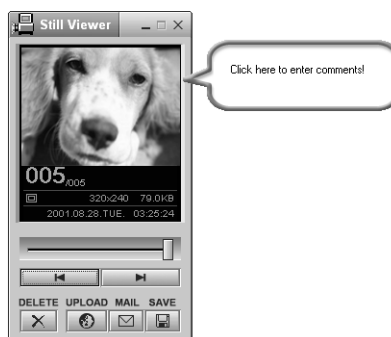 Still Viewer
Click here to enter comments!
005/005
320x240 79.0KB
2001.08.28.TUE. 03:25:24
DELETE UPLOAD MAIL SAVE